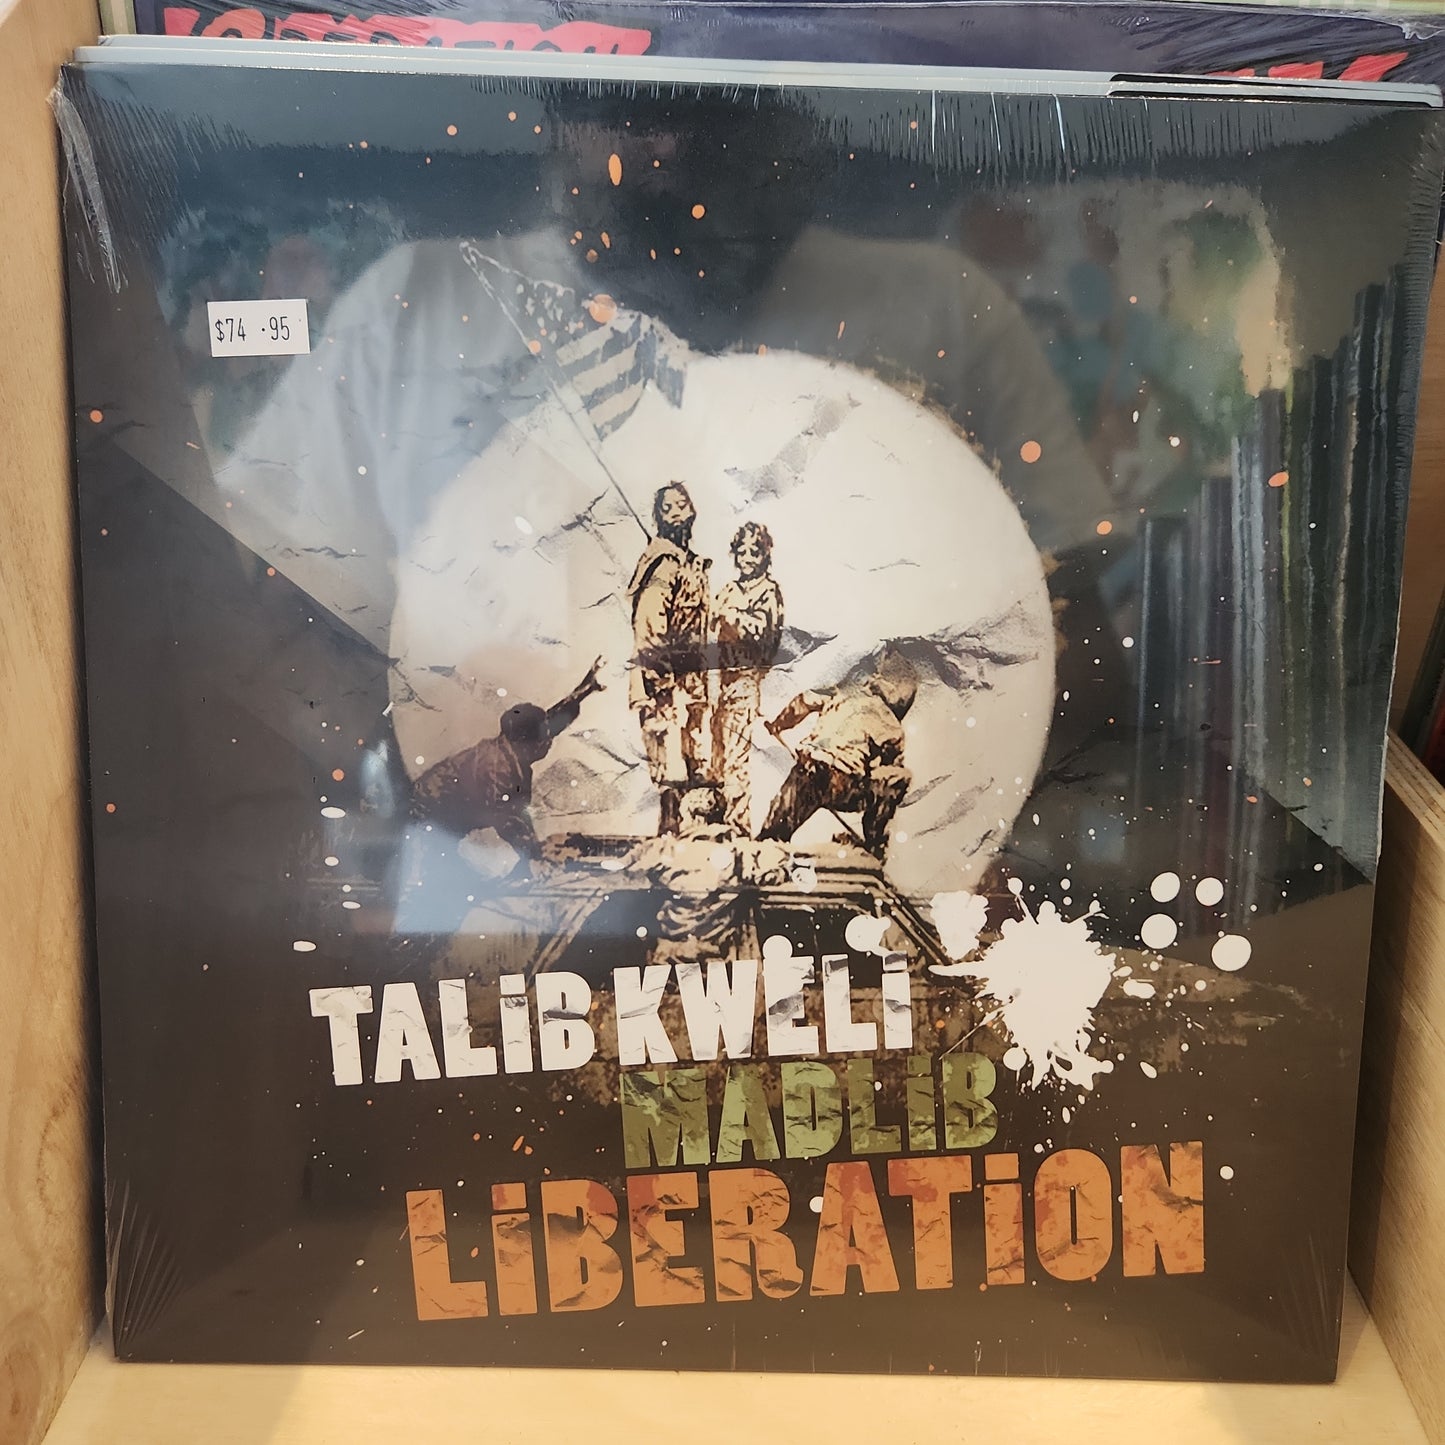 $74.95
TALiB KWELi
MADLiB
LiBERATiON